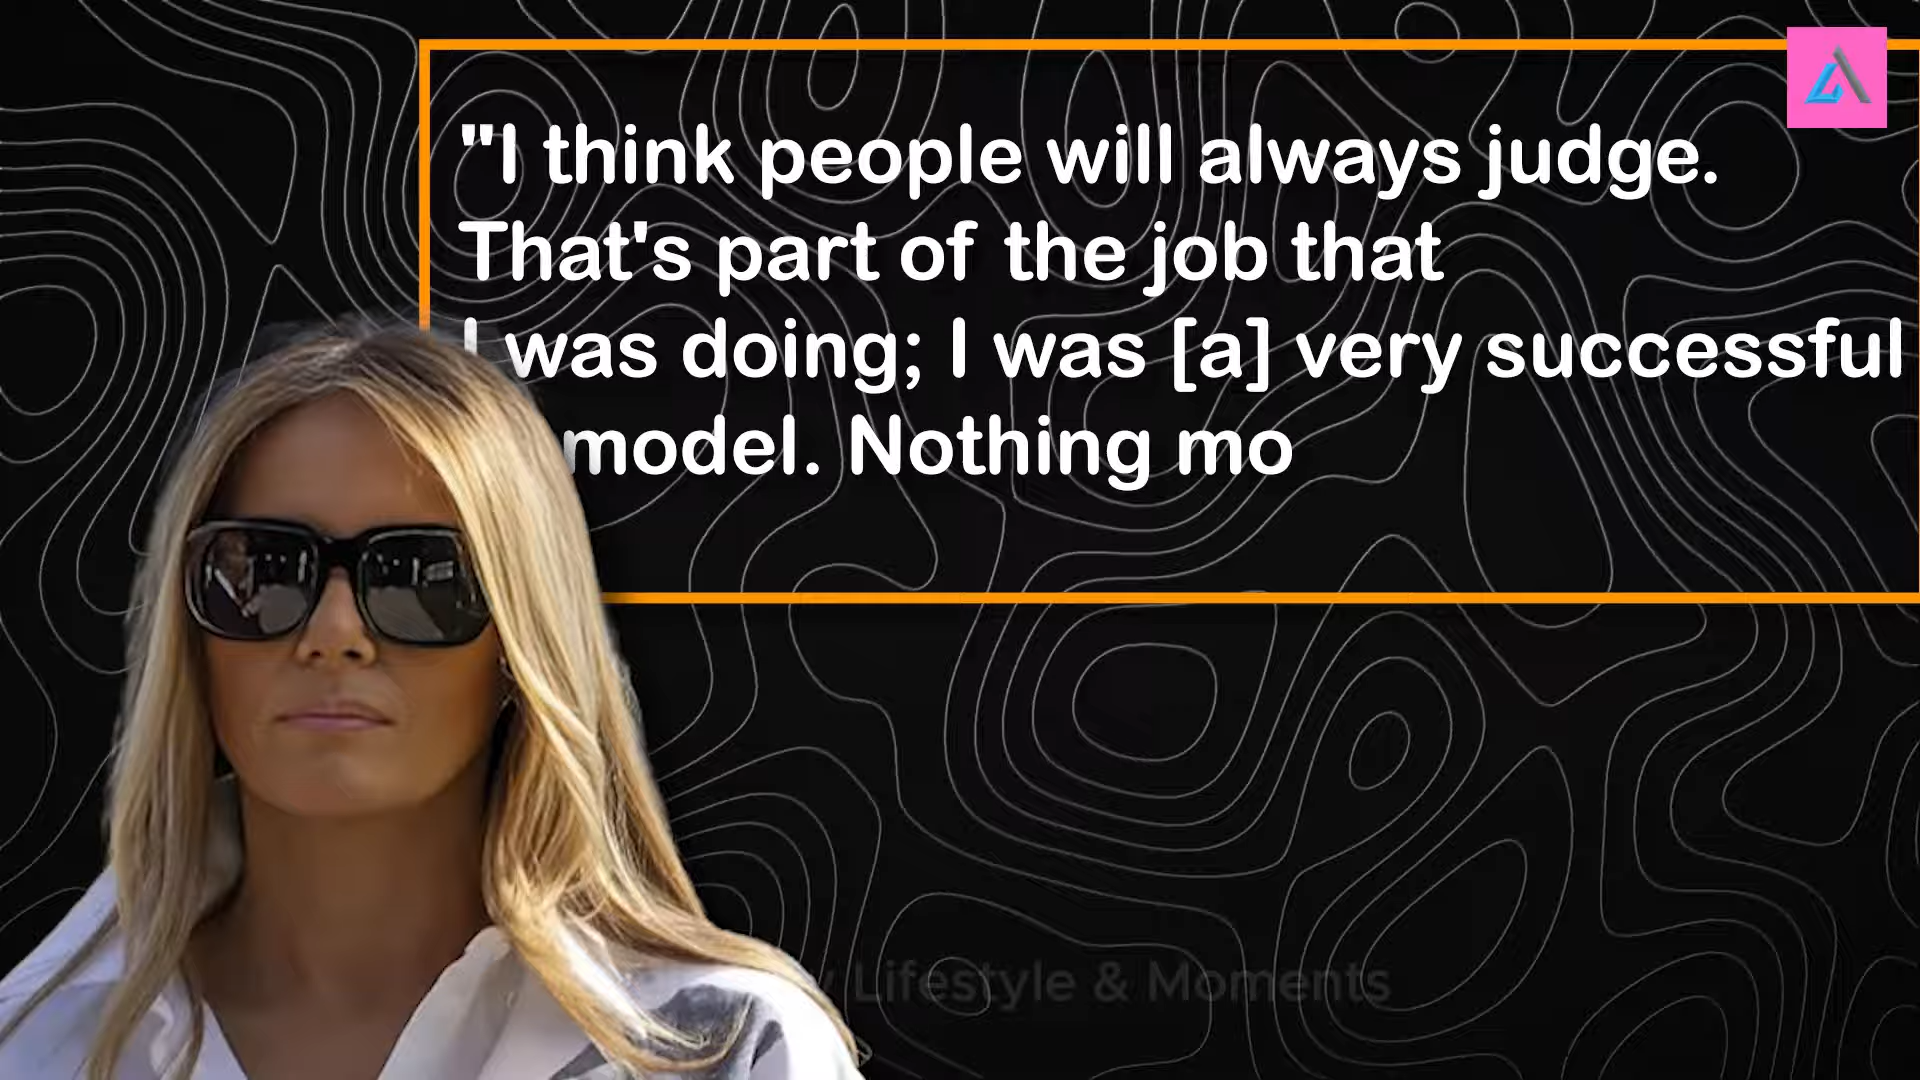 "I think people will always judge.
That's part of the job that
I was doing; I was [a] very successful
model. Nothing mo
Lifestyle & Moments